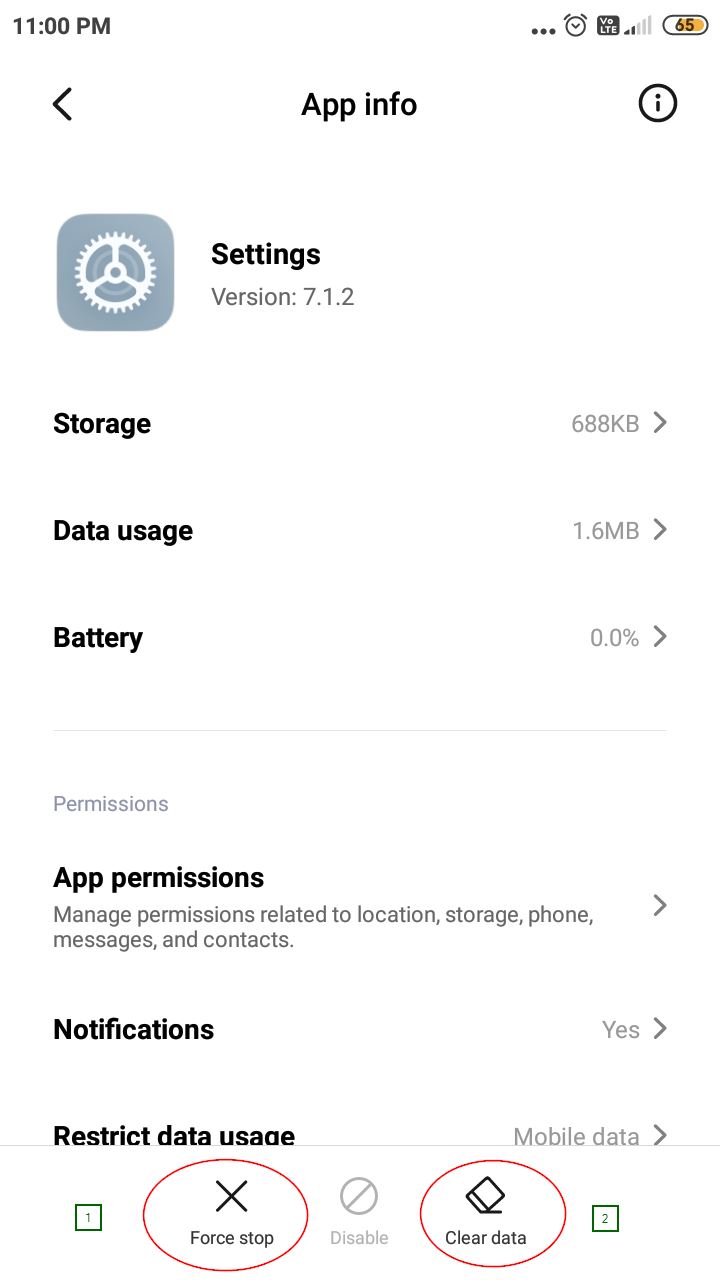 11:00 PM
Vo LTE
65
App info
Settings
Version: 7.1.2
Storage 688KB
Data usage 1.6MB
Battery 0.0%
Permissions
App permissions
Manage permissions related to location, storage, phone,
messages, and contacts.
Notifications Yes
Restrict data usage Mobile data
1
Force stop
Disable
Clear data
2